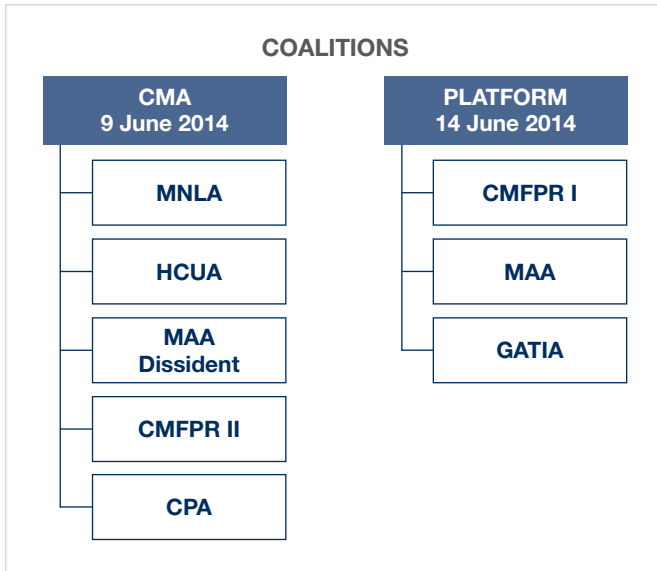 COALITIONS
CMA
9 June 2014
MNLA
HCUA
MAA
Dissident
CMFPR II
CPA
PLATFORM
14 June 2014
CMFPR I
MAA
GATIA